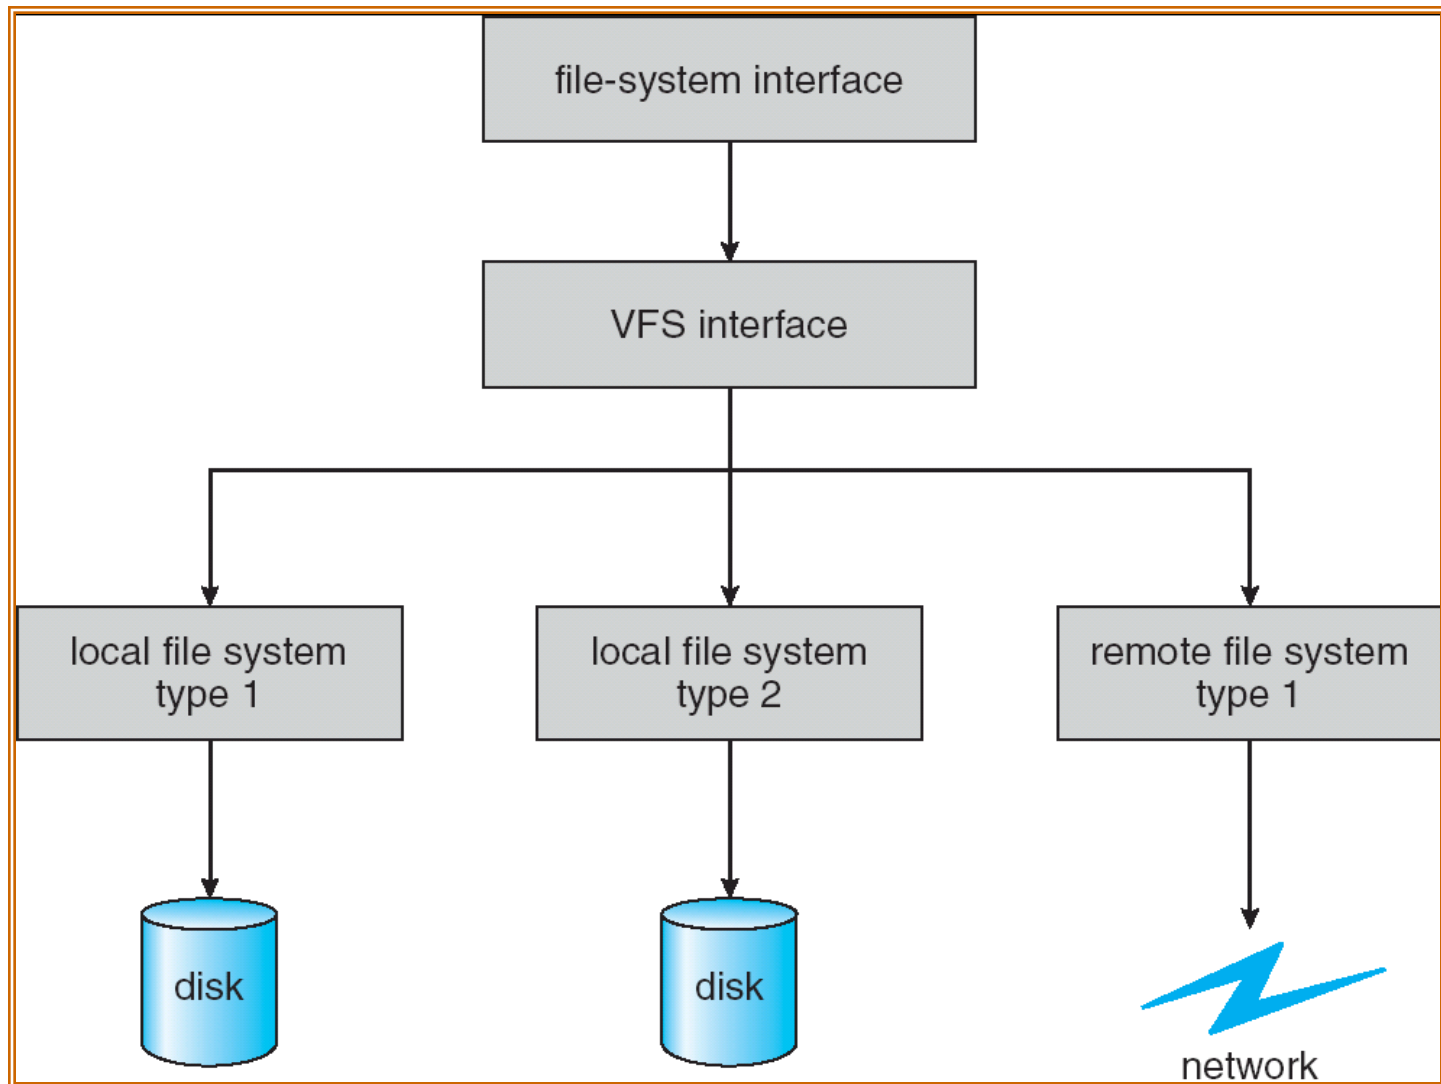 file-system interface
VFS interface
local file system
type 1
local file system
type 2
remote file system
type 1
disk
disk
network